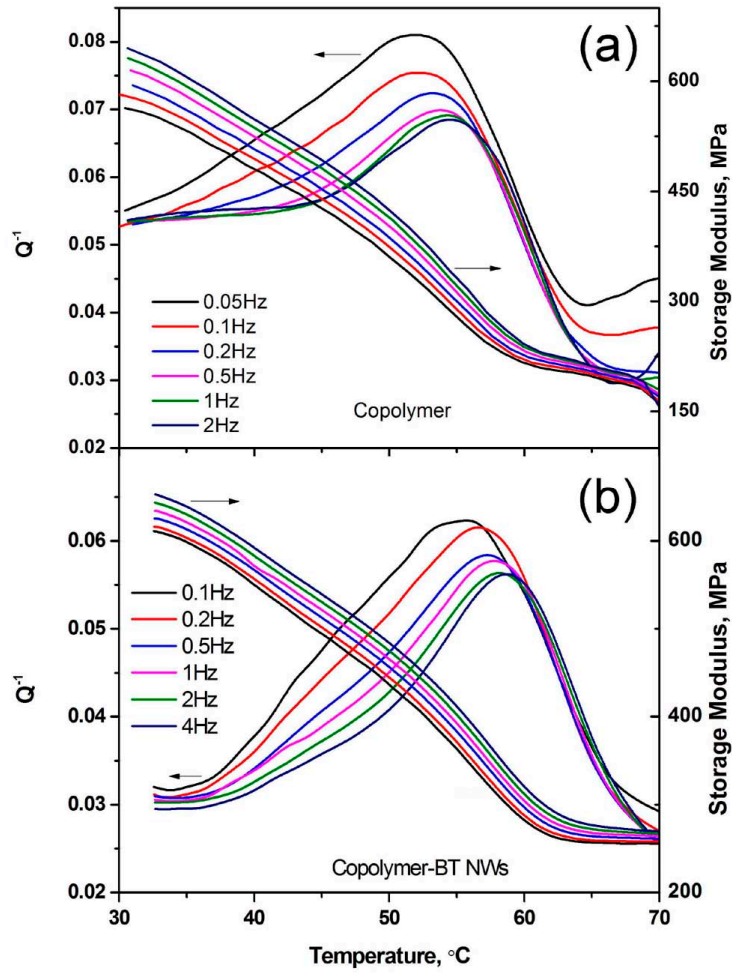 (a)
0.08
0.07
0.06
0.05
0.04
0.03
0.02
Q⁻¹
600
450
300
150
Storage Modulus, MPa
0.05Hz
0.1Hz
0.2Hz
0.5Hz
1Hz
2Hz
Copolymer
(b)
0.06
0.05
0.04
0.03
0.02
Q⁻¹
600
400
200
Storage Modulus, MPa
0.1Hz
0.2Hz
0.5Hz
1Hz
2Hz
4Hz
Copolymer-BT NWs
30 40 50 60 70
Temperature, °C